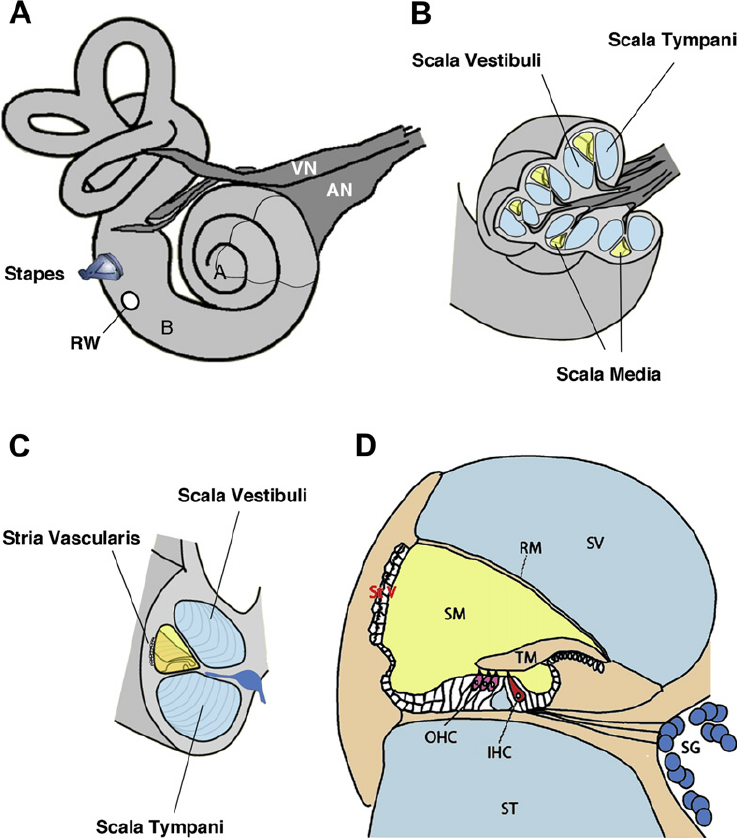 A
VN
AN
Stapes
A
B
RW
B
Scala Tympani
Scala Vestibuli
Scala Media
C
Scala Vestibuli
Stria Vascularis
Scala Tympani
D
SV
RM
St V
SM
TM
OHC
IHC
SG
ST